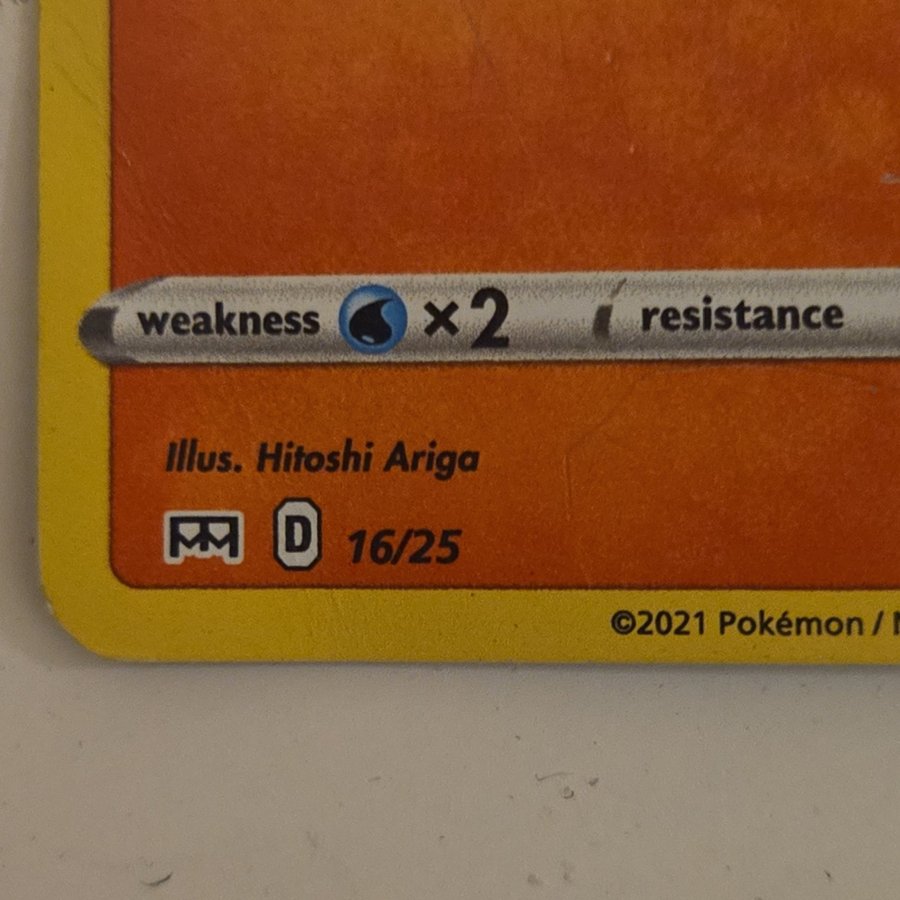 weakness ×2 resistance
Illus. Hitoshi Ariga
D 16/25
©2021 Pokémon /